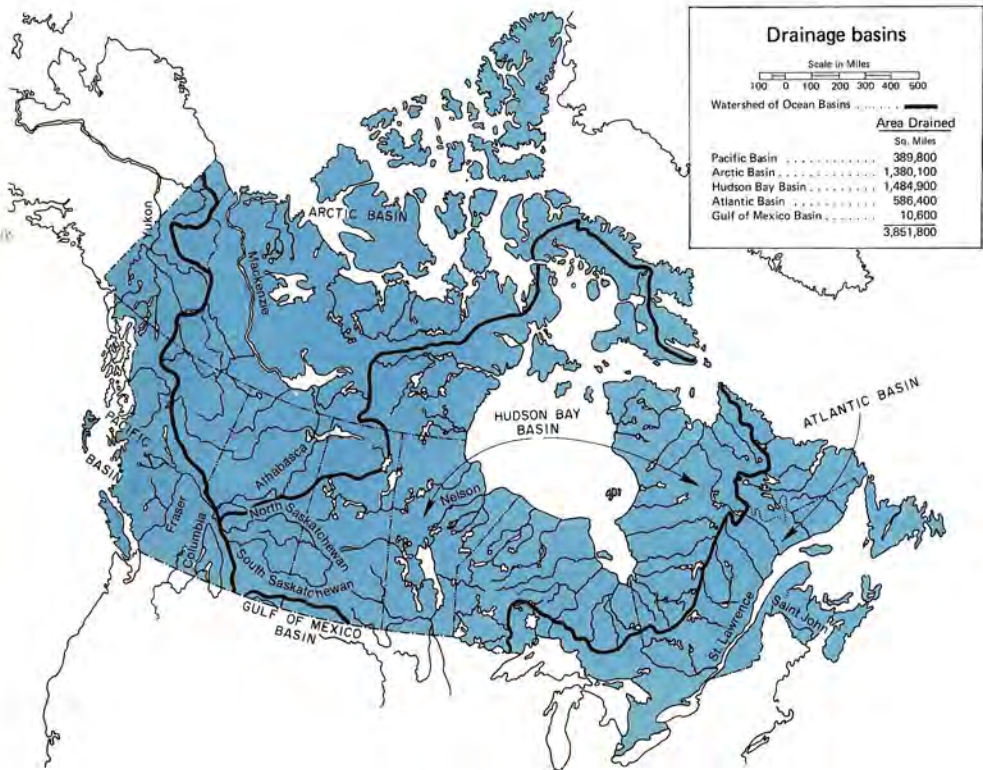 Drainage basins
Scale in Miles
100 0 100 200 300 400 500
Watershed of Ocean Basins . . . . . .
Area Drained
Sq. Miles
Pacific Basin . . . . . . . . . . . . 389,800
Arctic Basin . . . . . . . . . . . . 1,380,100
Hudson Bay Basin . . . . . . . . 1,484,900
Atlantic Basin . . . . . . . . . . . 586,400
Gulf of Mexico Basin . . . . . . . 10,600
3,851,800
ARCTIC BASIN
Yukon
Mackenzie
PACIFIC
BASIN
HUDSON BAY
BASIN
ATLANTIC BASIN
Athabasca
Nelson
Fraser
Columbia
North Saskatchewan
South Saskatchewan
GULF OF MEXICO
BASIN
St. Lawrence
Saint John